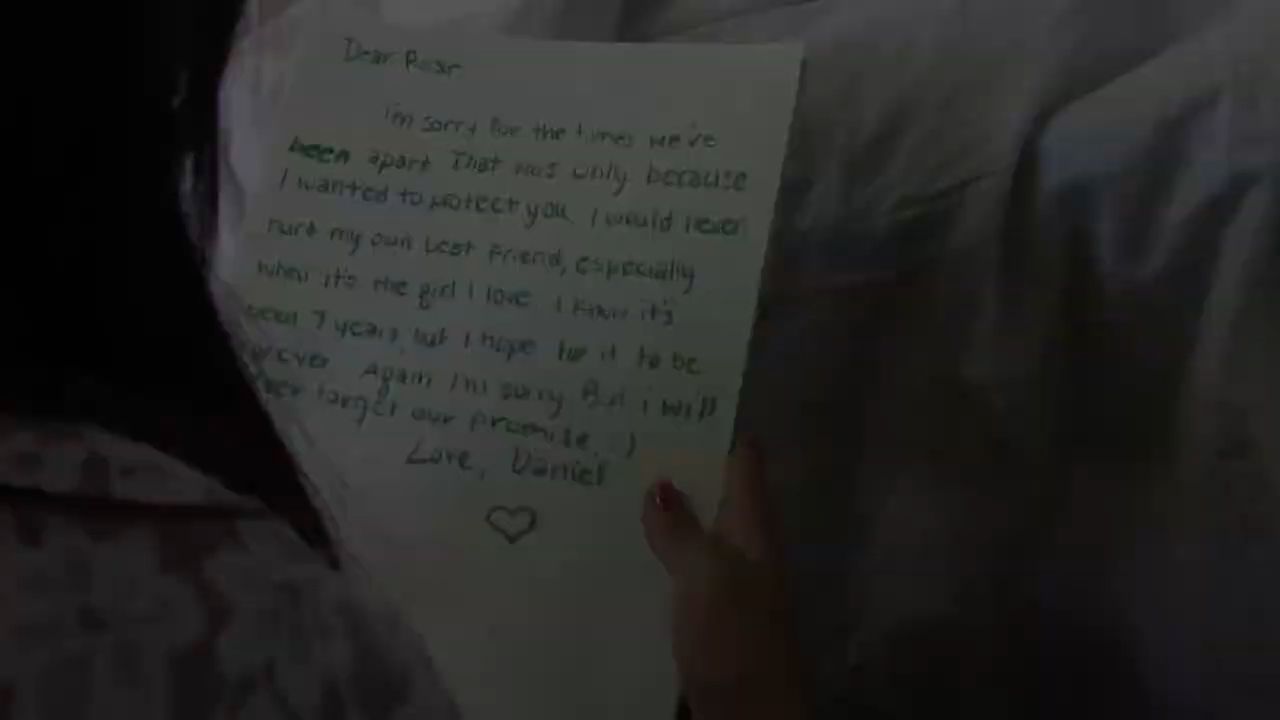 Dear Rose
I'm sorry for the times we've
been apart. That was only because
I wanted to protect you. I would never
hurt my own best friend, especially
when it's the girl I love. I know it's
been 7 years, but I hope for it to be
forever. Again I'm sorry. But i will
never forget our promise. :)
Love, Daniel